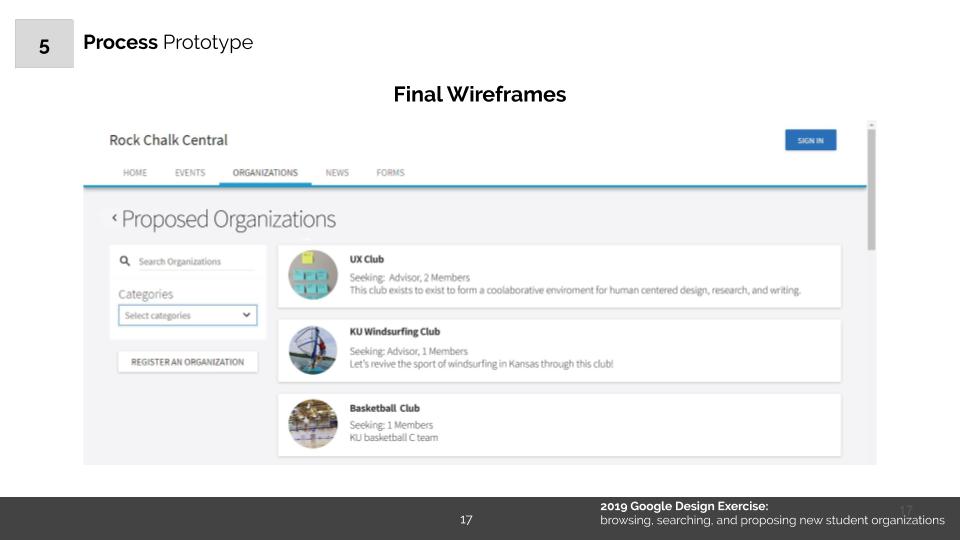 5
Process Prototype
Final Wireframes
Rock Chalk Central
SIGN IN
HOME EVENTS ORGANIZATIONS NEWS FORMS
‹ Proposed Organizations
Search Organizations
Categories
Select categories
REGISTER AN ORGANIZATION
UX Club
Seeking: Advisor, 2 Members
This club exists to exist to form a coolaborative enviroment for human centered design, research, and writing.
KU Windsurfing Club
Seeking: Advisor, 1 Members
Let's revive the sport of windsurfing in Kansas through this club!
Basketball Club
Seeking: 1 Members
KU basketball C team
17
2019 Google Design Exercise:
browsing, searching, and proposing new student organizations
17